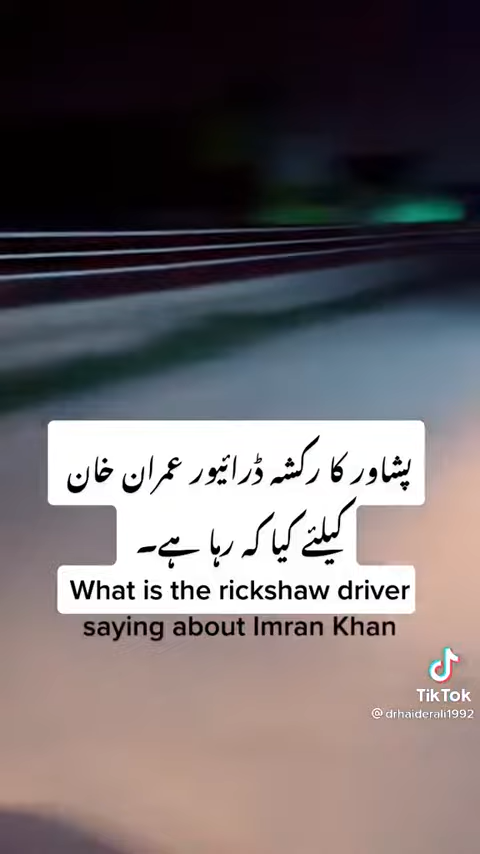 پشاور کا رکشہ ڈرائیور عمران خان
کیلئے کیا کہ رہا ہے۔
What is the rickshaw driver
saying about Imran Khan
TikTok
@drhaiderali1992